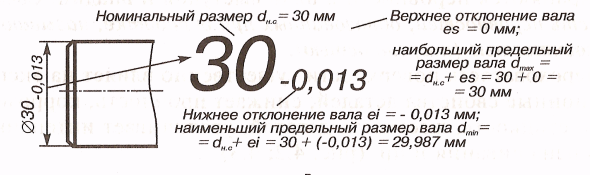 Номинальный размер dн.с = 30 мм
Верхнее отклонение вала
es = 0 мм;
наибольший предельный
размер вала dmax =
= dн.с + es = 30 + 0 =
= 30 мм
30-0,013
⌀30-0,013
Нижнее отклонение вала ei = - 0,013 мм;
наименьший предельный размер вала dmin=
= dн.с + ei = 30 + (-0,013) = 29,987 мм